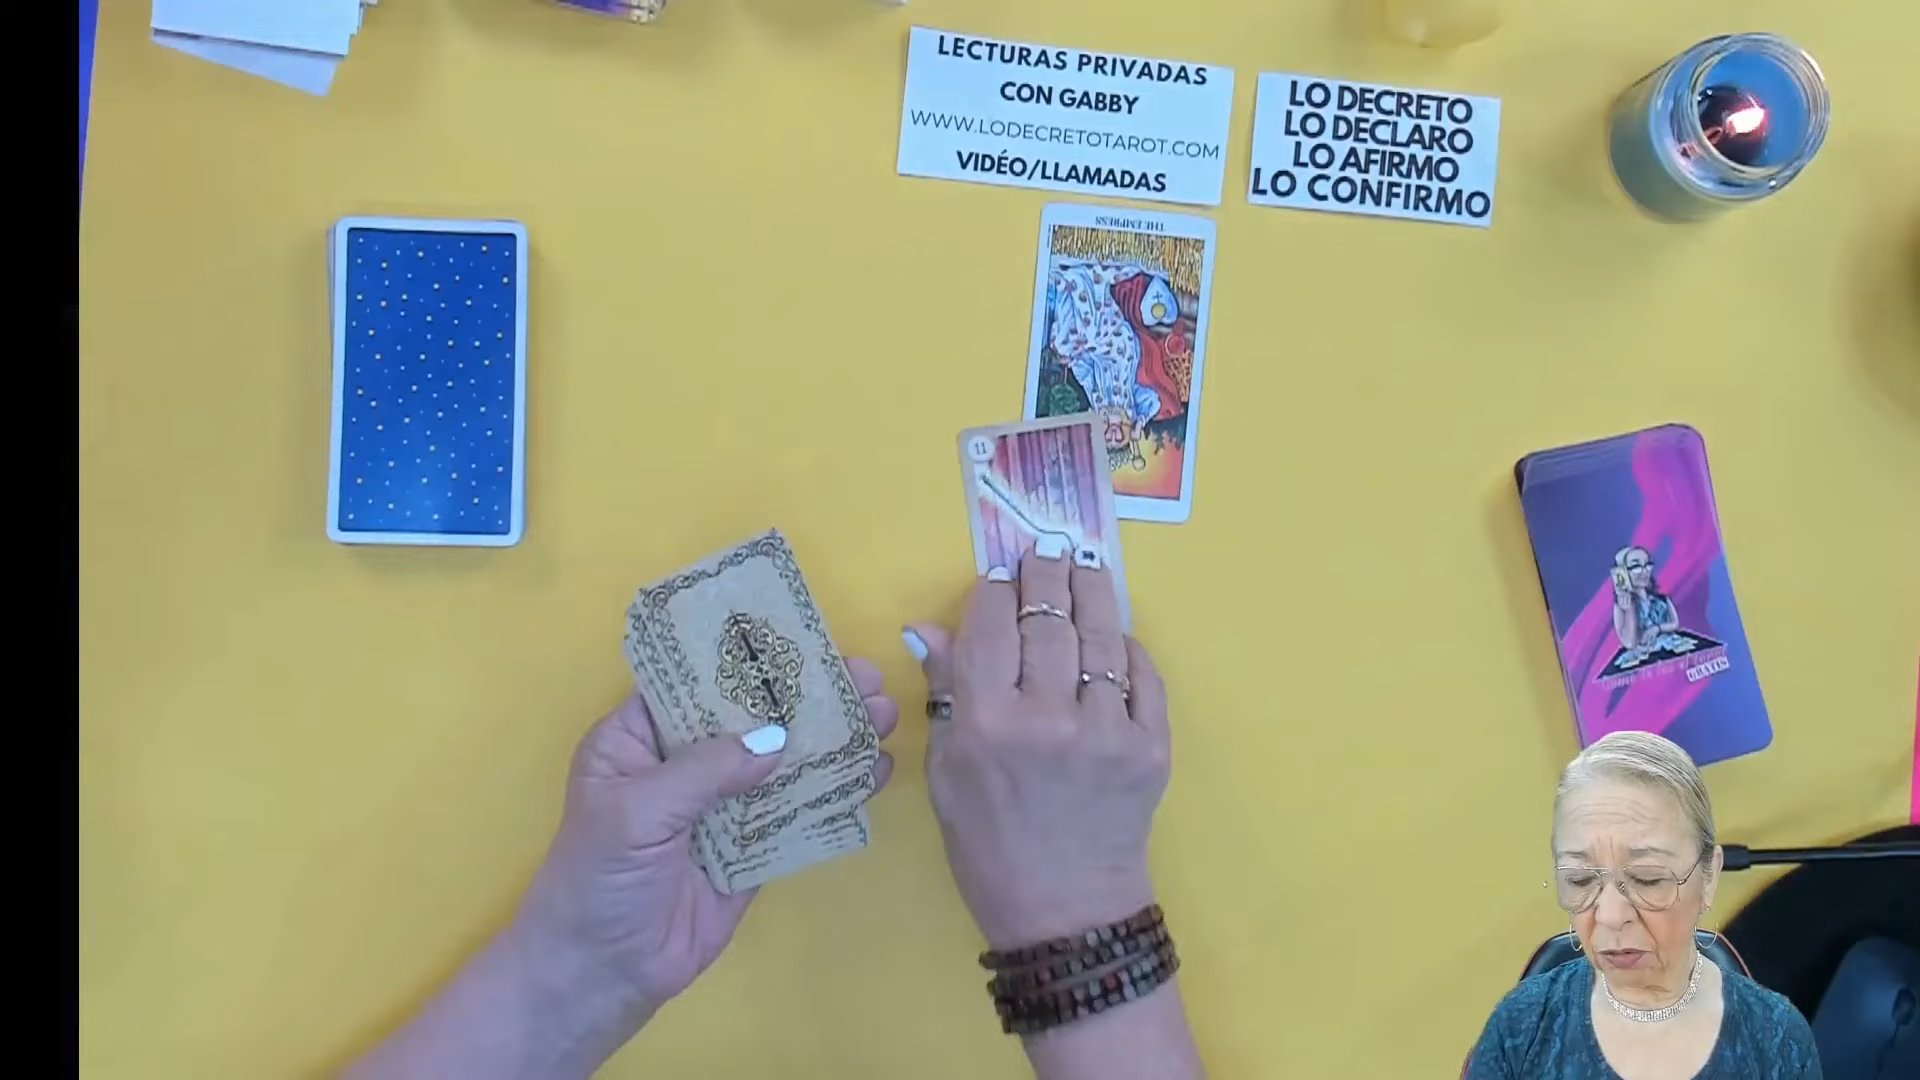 LECTURAS PRIVADAS
CON GABBY
WWW.LODECRETOTAROT.COM
VIDÉO/LLAMADAS
LO DECRETO
LO DECLARO
LO AFIRMO
LO CONFIRMO
THE EMPRESS
11
GRATIS